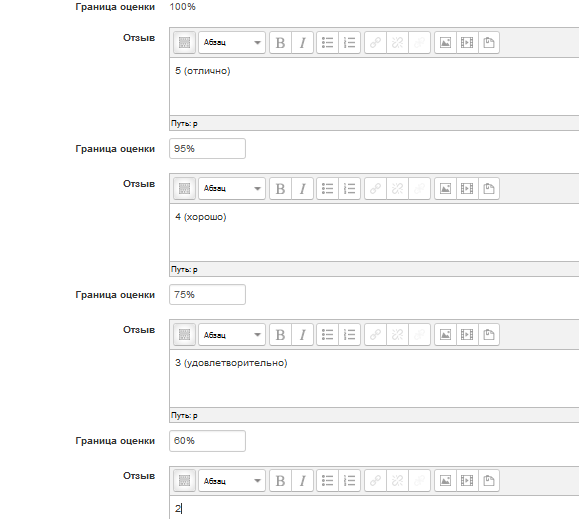 Граница оценки 100%
Отзыв Абзац B I
5 (отлично)
Путь: p
Граница оценки 95%
Отзыв Абзац B I
4 (хорошо)
Путь: p
Граница оценки 75%
Отзыв Абзац B I
3 (удовлетворительно)
Путь: p
Граница оценки 60%
Отзыв Абзац B I
2